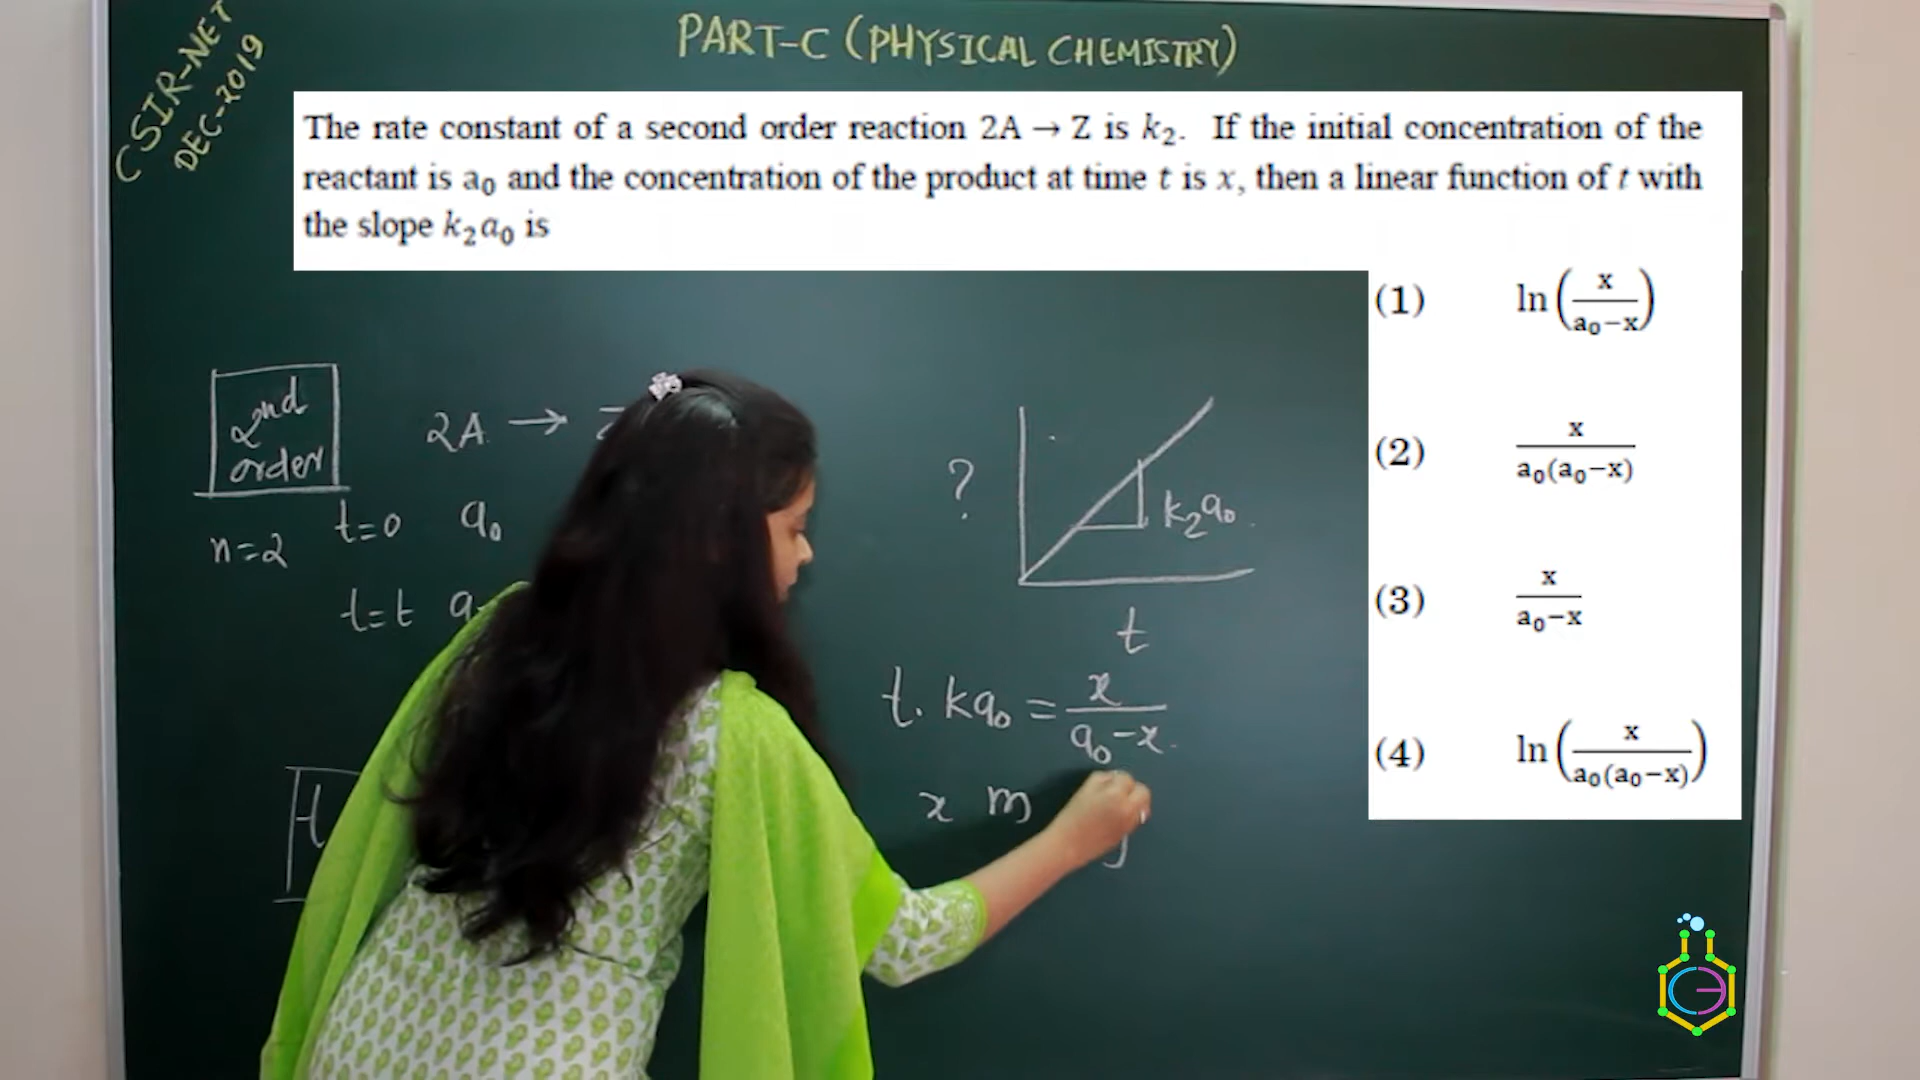 PART-C (PHYSICAL CHEMISTRY)
CSIR-NET
DEC-2019
The rate constant of a second order reaction 2A → Z is k₂. If the initial concentration of the
reactant is a₀ and the concentration of the product at time t is x, then a linear function of t with
the slope k₂a₀ is
(1) ln(x/(a₀−x))
(2) x/(a₀(a₀−x))
(3) x/(a₀−x)
(4) ln(x/(a₀(a₀−x)))
2nd
order
n=2
2A →
t=0 a₀
t=t a
?
k₂a₀
t
t. ka₀ = x/(a₀−x)
x m